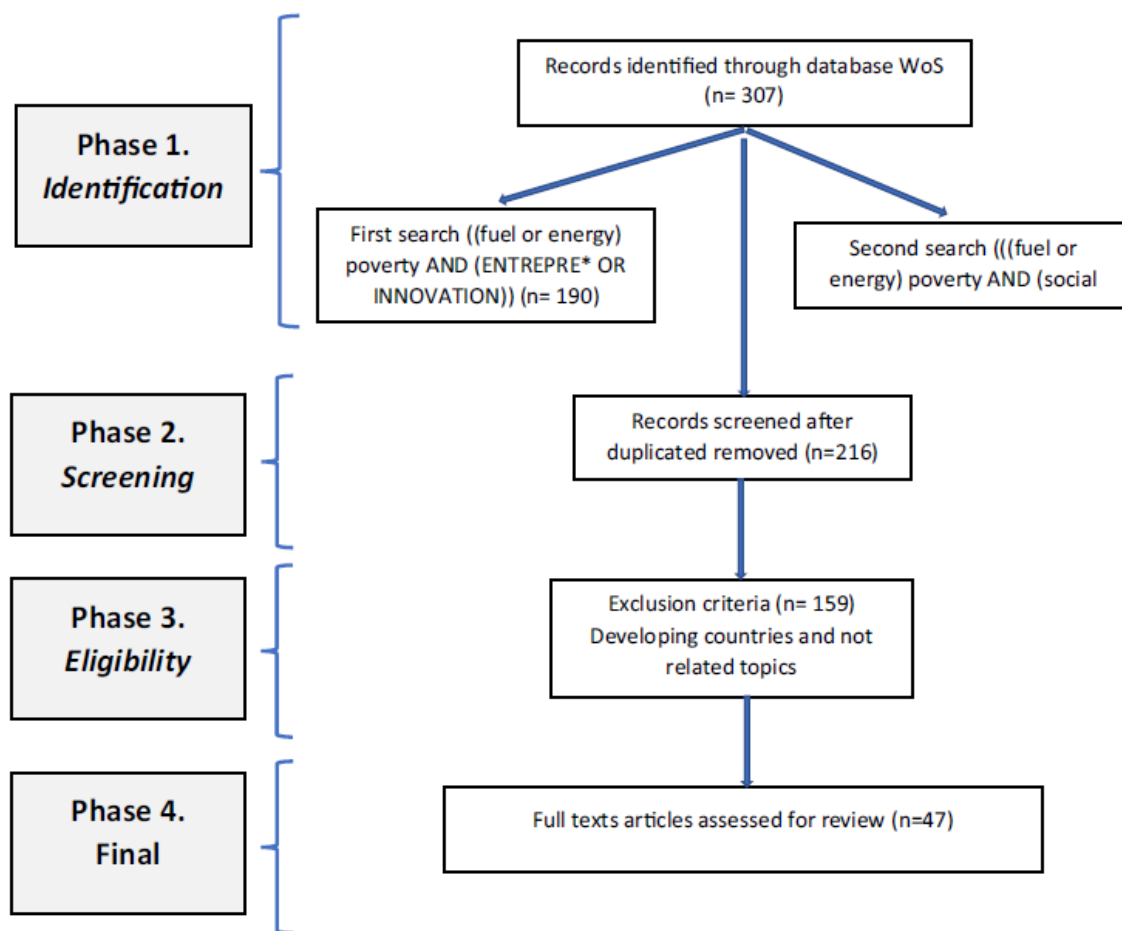 Phase 1.
Identification
Records identified through database WoS
(n= 307)
First search ((fuel or energy)
poverty AND (ENTREPRE* OR
INNOVATION)) (n= 190)
Second search (((fuel or
energy) poverty AND (social
Phase 2.
Screening
Records screened after
duplicated removed (n=216)
Phase 3.
Eligibility
Exclusion criteria (n= 159)
Developing countries and not
related topics
Phase 4.
Final
Full texts articles assessed for review (n=47)